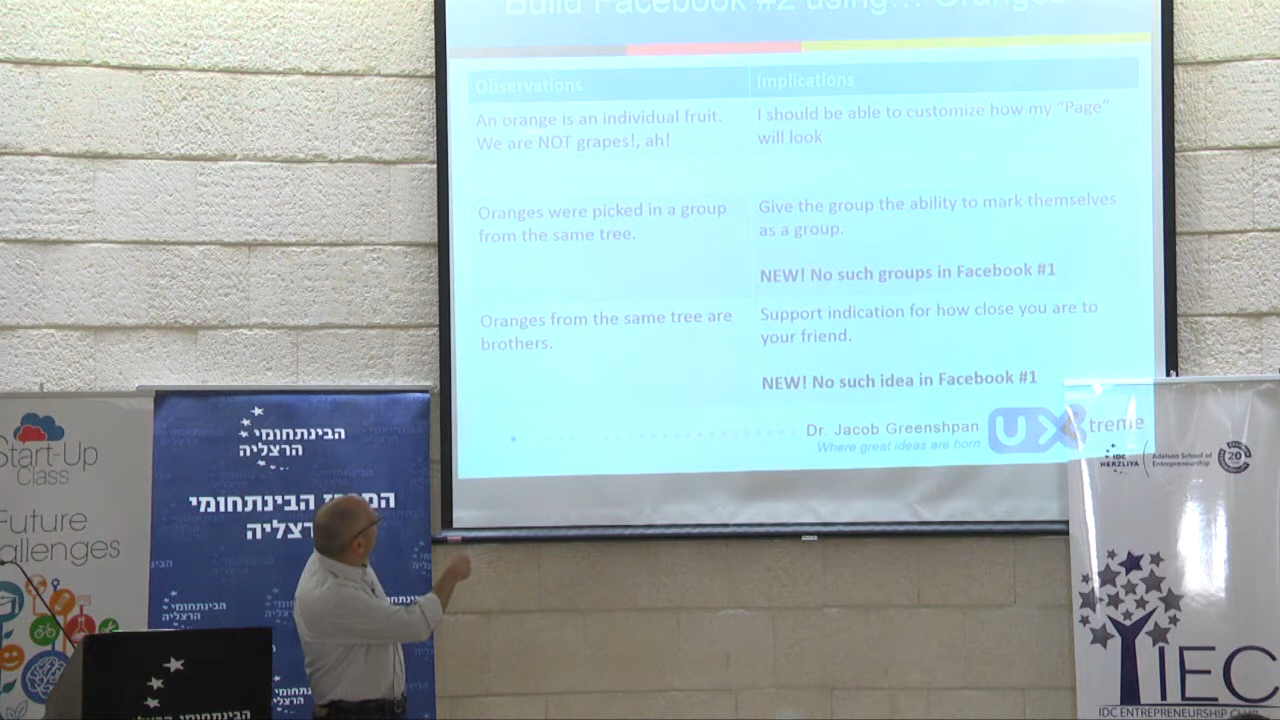 Build Facebook #2 using... Oranges
Observations
Implications
An orange is an individual fruit.
We are NOT grapes!, ah!
I should be able to customize how my “Page”
will look
Oranges were picked in a group
from the same tree.
Give the group the ability to mark themselves
as a group.
NEW! No such groups in Facebook #1
Oranges from the same tree are
brothers.
Support indication for how close you are to
your friend.
NEW! No such idea in Facebook #1
Dr. Jacob Greenshpan
Where great ideas are born
UX treme
Start-Up
Class
Future
allenges
הבינתחומי
הרצליה
הבינתחומי
הבינתחומי
הרצליה
IDC
HERZLIYA
Adelson School of
Entrepreneurship
20
IEC
IDC ENTREPRENEURSHIP CLUB